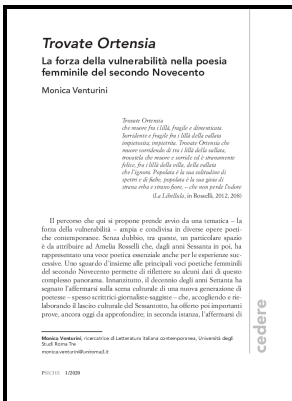 Trovate Ortensia
La forza della vulnerabilità nella poesia
femminile del secondo Novecento
Monica Venturini
Trovate Ortensia
che muore fra i lillà, fragile e dimenticata.
Sorridente e fragile fra i lillà della vallata
impietosita; impietrita. Trovate Ortensia che
muore sorridendo di tra i lillà della vallata,
trovatela che muore e sorride ed è stranamente
felice, fra i lillà della villa, della vallata
che l'ignora. Popolata è la sua solitudine di
spettri e di fiabe, popolata è la sua gioia di
strana erba e strano fiore, – che non perde l'odore
(La Libellula, in Rosselli, 2012, 208)
Il percorso che qui si propone prende avvio da una tematica – la
forza della vulnerabilità – ampia e condivisa in diverse opere poeti-
che contemporanee. Senza dubbio, tra queste, un particolare spazio
è da attribuire ad Amelia Rosselli che, dagli anni Sessanta in poi, ha
rappresentato una voce poetica essenziale anche per le esperienze suc-
cessive. Uno sguardo d'insieme alle principali voci poetiche femminili
del secondo Novecento permette di riflettere su alcuni dati di questo
complesso panorama. Innanzitutto, il decennio degli anni Settanta ha
segnato l'affermarsi sulla scena culturale di una nuova generazione di
poetesse – spesso scrittrici-giornaliste-saggiste – che, accogliendo e rie-
laborando il lascito culturale del Sessantotto, ha offerto poi importanti
prove, ancora oggi da approfondire; in seconda istanza, l'affermarsi di
cedere
Monica Venturini, ricercatrice di Letteratura italiana contemporanea, Università degli
Studi Roma Tre
monica.venturini@uniroma3.it
PSICHE 1/2020